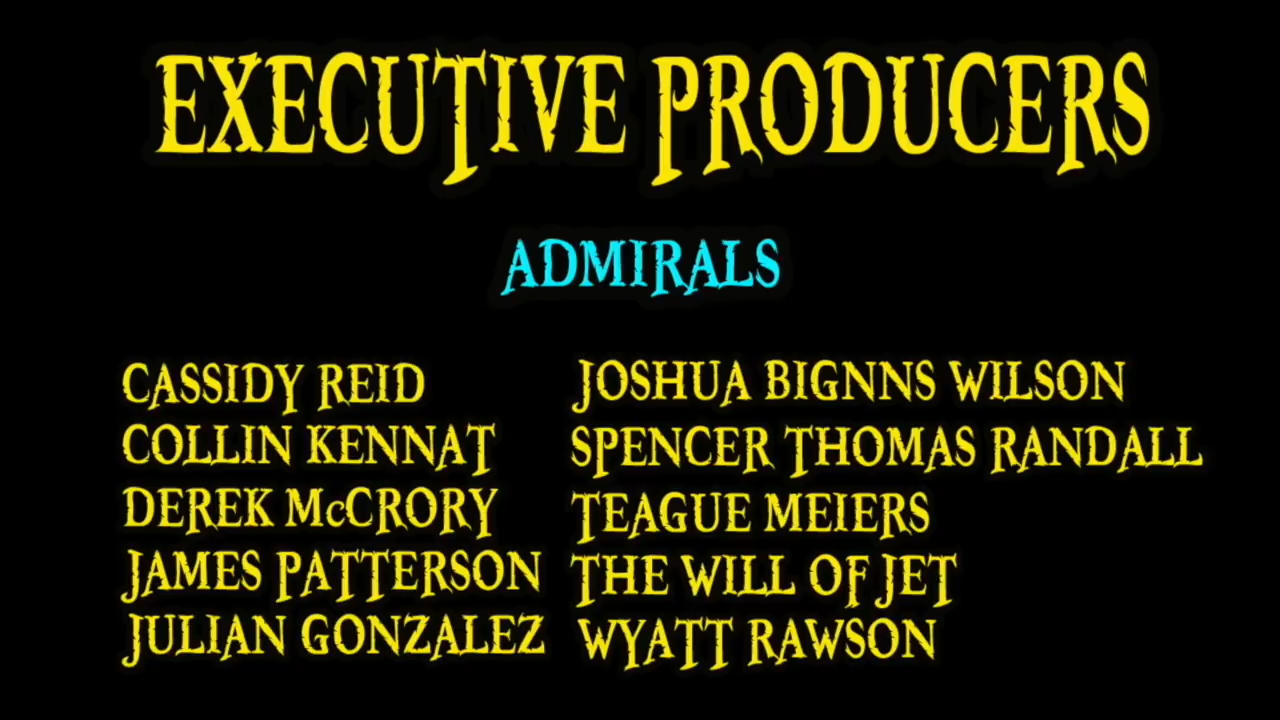 EXECUTIVE PRODUCERS
ADMIRALS
CASSIDY REID
COLLIN KENNAT
DEREK McCRORY
JAMES PATTERSON
JULIAN GONZALEZ
JOSHUA BIGNNS WILSON
SPENCER THOMAS RANDALL
TEAGUE MEIERS
THE WILL OF JET
WYATT RAWSON